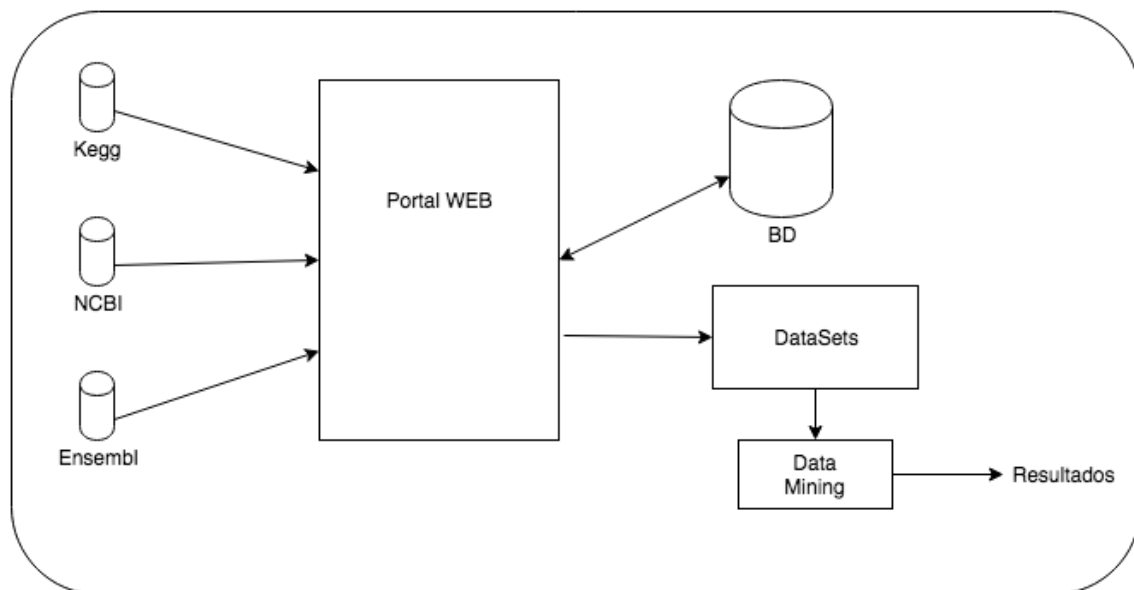 Kegg
NCBI
Ensembl
Portal WEB
BD
DataSets
Data
Mining
Resultados